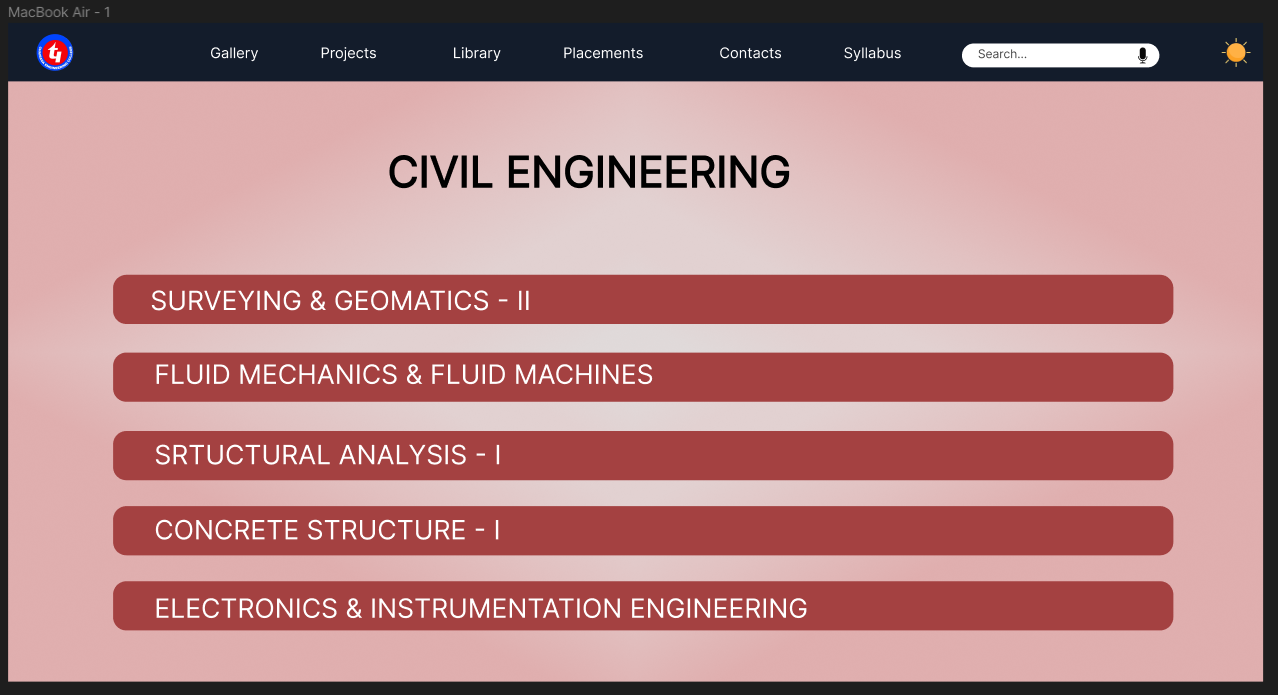 MacBook Air - 1
Gallery Projects Library Placements Contacts Syllabus Search...
CIVIL ENGINEERING
SURVEYING & GEOMATICS - II
FLUID MECHANICS & FLUID MACHINES
SRTUCTURAL ANALYSIS - I
CONCRETE STRUCTURE - I
ELECTRONICS & INSTRUMENTATION ENGINEERING